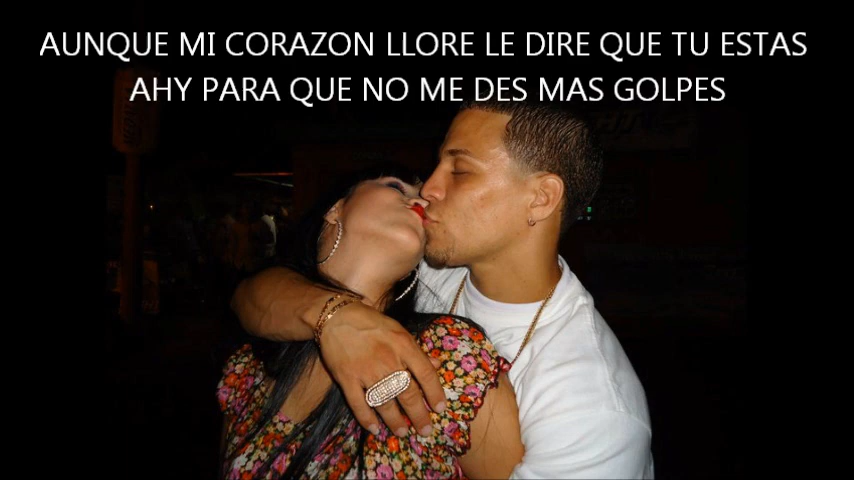 AUNQUE MI CORAZON LLORE LE DIRE QUE TU ESTAS
AHY PARA QUE NO ME DES MAS GOLPES